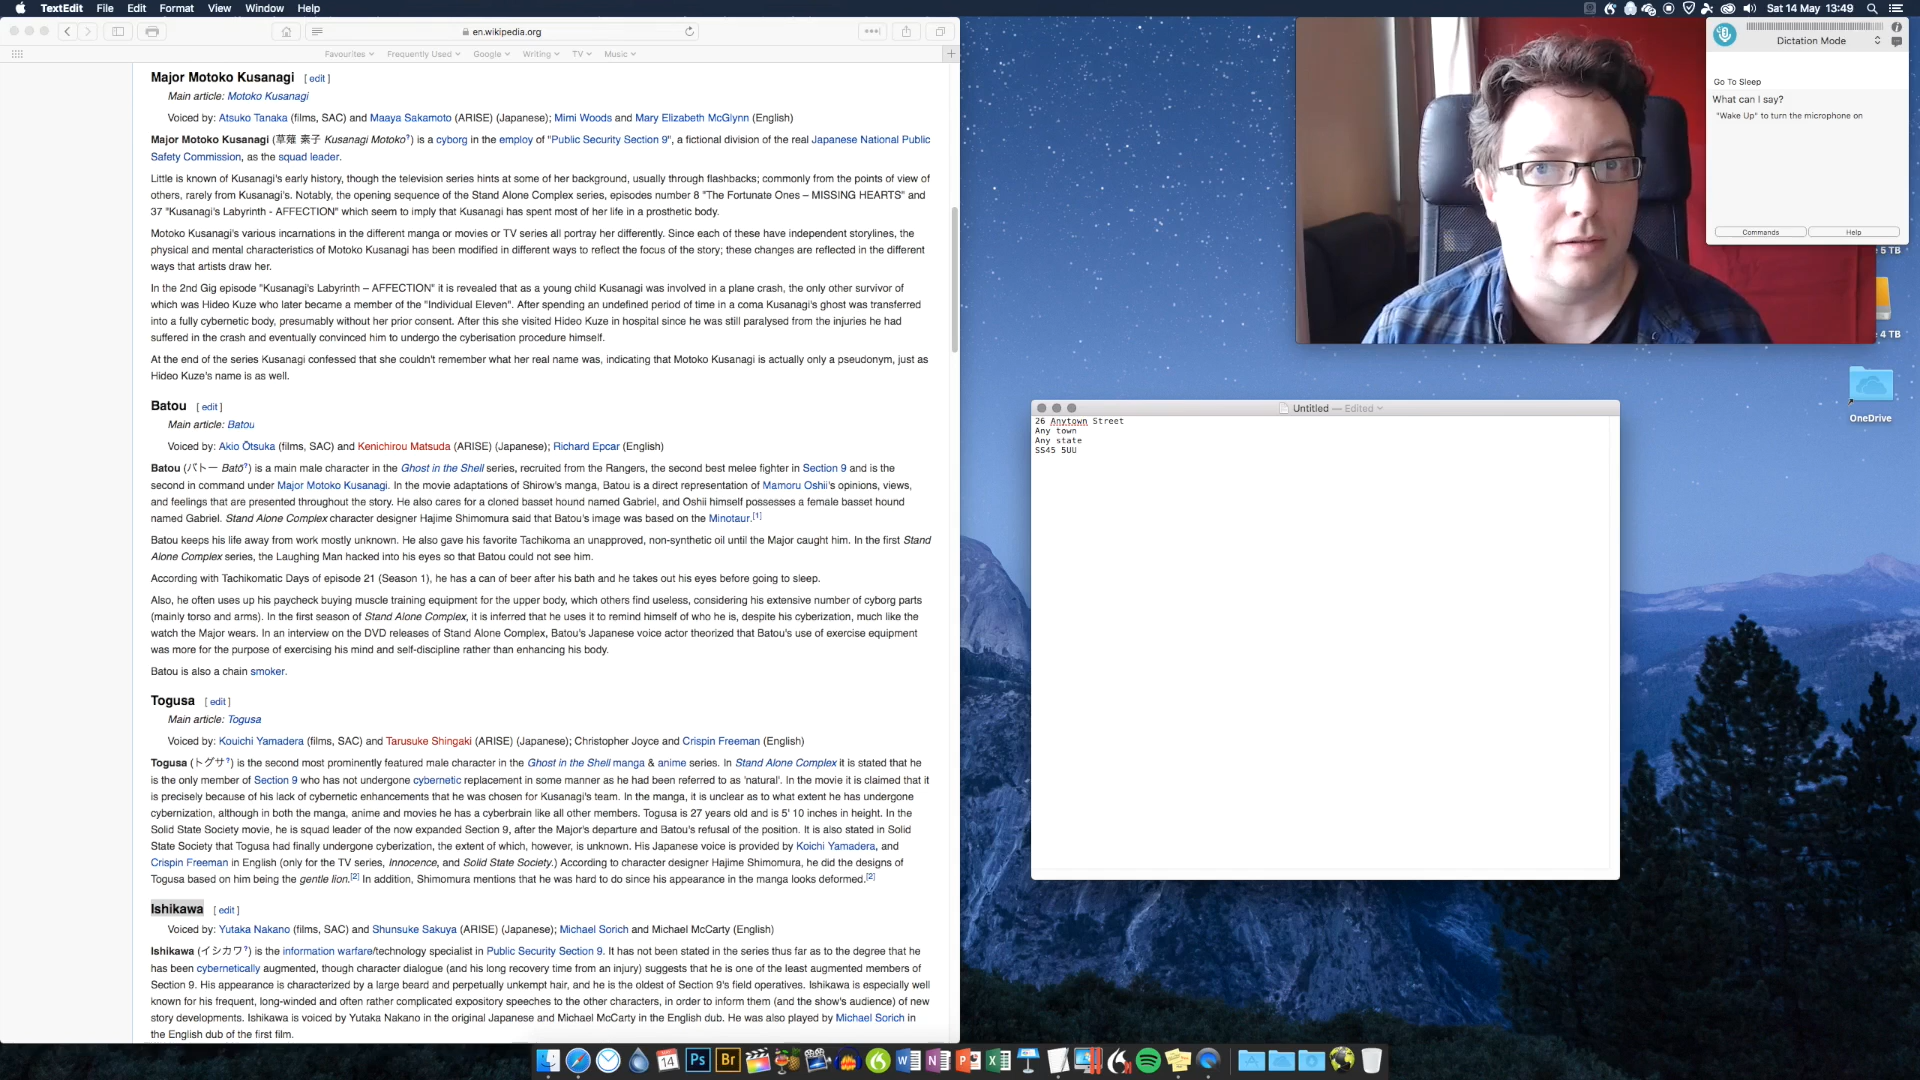 TextEdit File Edit Format View Window Help
Sat 14 May 13:49
en.wikipedia.org
Favourites Frequently Used Google Writing TV Music
Major Motoko Kusanagi [ edit ]
Main article: Motoko Kusanagi
Voiced by: Atsuko Tanaka (films, SAC) and Maaya Sakamoto (ARISE) (Japanese); Mimi Woods and Mary Elizabeth McGlynn (English)
Major Motoko Kusanagi (草薙 素子 Kusanagi Motoko?) is a cyborg in the employ of "Public Security Section 9", a fictional division of the real Japanese National Public
Safety Commission, as the squad leader.
Little is known of Kusanagi's early history, though the television series hints at some of her background, usually through flashbacks; commonly from the points of view of
others, rarely from Kusanagi's. Notably, the opening sequence of the Stand Alone Complex series, episodes number 8 "The Fortunate Ones – MISSING HEARTS" and
37 "Kusanagi's Labyrinth - AFFECTION" which seem to imply that Kusanagi has spent most of her life in a prosthetic body.
Motoko Kusanagi's various incarnations in the different manga or movies or TV series all portray her differently. Since each of these have independent storylines, the
physical and mental characteristics of Motoko Kusanagi has been modified in different ways to reflect the focus of the story; these changes are reflected in the different
ways that artists draw her.
In the 2nd Gig episode "Kusanagi's Labyrinth – AFFECTION" it is revealed that as a young child Kusanagi was involved in a plane crash, the only other survivor of
which was Hideo Kuze who later became a member of the "Individual Eleven". After spending an undefined period of time in a coma Kusanagi's ghost was transferred
into a fully cybernetic body, presumably without her prior consent. After this she visited Hideo Kuze in hospital since he was still paralysed from the injuries he had
suffered in the crash and eventually convinced him to undergo the cyberisation procedure himself.
At the end of the series Kusanagi confessed that she couldn't remember what her real name was, indicating that Motoko Kusanagi is actually only a pseudonym, just as
Hideo Kuze's name is as well.
Batou [ edit ]
Main article: Batou
Voiced by: Akio Ōtsuka (films, SAC) and Kenichirou Matsuda (ARISE) (Japanese); Richard Epcar (English)
Batou (バトー Batō?) is a main male character in the Ghost in the Shell series, recruited from the Rangers, the second best melee fighter in Section 9 and is the
second in command under Major Motoko Kusanagi. In the movie adaptations of Shirow's manga, Batou is a direct representation of Mamoru Oshii's opinions, views,
and feelings that are presented throughout the story. He also cares for a cloned basset hound named Gabriel, and Oshii himself possesses a female basset hound
named Gabriel. Stand Alone Complex character designer Hajime Shimomura said that Batou's image was based on the Minotaur.[1]
Batou keeps his life away from work mostly unknown. He also gave his favorite Tachikoma an unapproved, non-synthetic oil until the Major caught him. In the first Stand
Alone Complex series, the Laughing Man hacked into his eyes so that Batou could not see him.
According with Tachikomatic Days of episode 21 (Season 1), he has a can of beer after his bath and he takes out his eyes before going to sleep.
Also, he often uses up his paycheck buying muscle training equipment for the upper body, which others find useless, considering his extensive number of cyborg parts
(mainly torso and arms). In the first season of Stand Alone Complex, it is inferred that he uses it to remind himself of who he is, despite his cyberization, much like the
watch the Major wears. In an interview on the DVD releases of Stand Alone Complex, Batou's Japanese voice actor theorized that Batou's use of exercise equipment
was more for the purpose of exercising his mind and self-discipline rather than enhancing his body.
Batou is also a chain smoker.
Togusa [ edit ]
Main article: Togusa
Voiced by: Kouichi Yamadera (films, SAC) and Tarusuke Shingaki (ARISE) (Japanese); Christopher Joyce and Crispin Freeman (English)
Togusa (トグサ?) is the second most prominently featured male character in the Ghost in the Shell manga & anime series. In Stand Alone Complex it is stated that he
is the only member of Section 9 who has not undergone cybernetic replacement in some manner as he had been referred to as 'natural'. In the movie it is claimed that it
is precisely because of his lack of cybernetic enhancements that he was chosen for Kusanagi's team. In the manga, it is unclear as to what extent he has undergone
cybernization, although in both the manga, anime and movies he has a cyberbrain like all other members. Togusa is 27 years old and is 5' 10 inches in height. In the
Solid State Society movie, he is squad leader of the now expanded Section 9, after the Major's departure and Batou's refusal of the position. It is also stated in Solid
State Society that Togusa had finally undergone cyberization, the extent of which, however, is unknown. His Japanese voice is provided by Koichi Yamadera, and
Crispin Freeman in English (only for the TV series, Innocence, and Solid State Society.) According to character designer Hajime Shimomura, he did the designs of
Togusa based on him being the gentle lion.[2] In addition, Shimomura mentions that he was hard to do since his appearance in the manga looks deformed.[2]
Ishikawa [ edit ]
Voiced by: Yutaka Nakano (films, SAC) and Shunsuke Sakuya (ARISE) (Japanese); Michael Sorich and Michael McCarty (English)
Ishikawa (イシカワ?) is the information warfare/technology specialist in Public Security Section 9. It has not been stated in the series thus far as to the degree that he
has been cybernetically augmented, though character dialogue (and his long recovery time from an injury) suggests that he is one of the least augmented members of
Section 9. His appearance is characterized by a large beard and perpetually unkempt hair, and he is the oldest of Section 9's field operatives. Ishikawa is especially well
known for his frequent, long-winded and often rather complicated expository speeches to the other characters, in order to inform them (and the show's audience) of new
story developments. Ishikawa is voiced by Yutaka Nakano in the original Japanese and Michael McCarty in the English dub. He was also played by Michael Sorich in
the English dub of the first film.
Dictation Mode
Go To Sleep
What can I say?
"Wake Up" to turn the microphone on
Commands Help
5 TB
4 TB
OneDrive
Untitled — Edited
26 Anytown Street
Any town
Any state
SS45 5UU
14
Ps Br W N P X